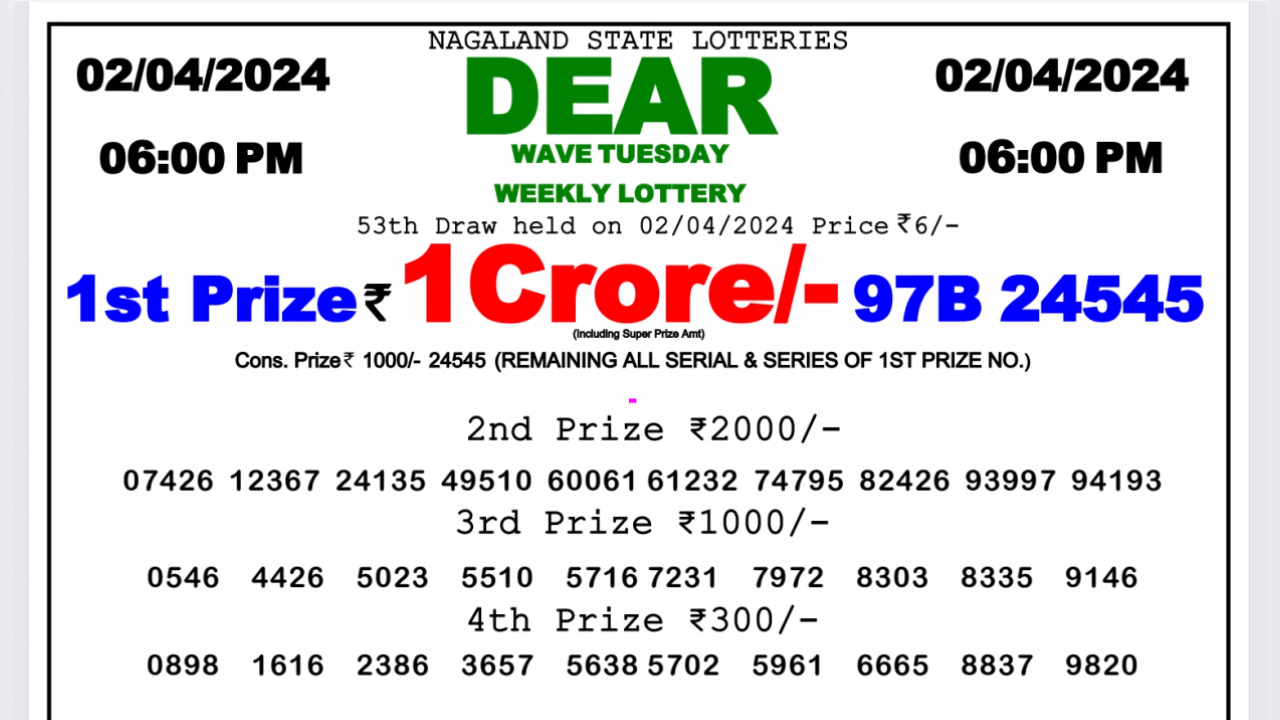 NAGALAND STATE LOTTERIES
02/04/2024 DEAR 02/04/2024
06:00 PM WAVE TUESDAY 06:00 PM
WEEKLY LOTTERY
53th Draw held on 02/04/2024 Price ₹6/-
1st Prize ₹ 1Crore/- 97B 24545
(Including Super Prize Amt)
Cons. Prize ₹ 1000/- 24545 (REMAINING ALL SERIAL & SERIES OF 1ST PRIZE NO.)
-
2nd Prize ₹2000/-
07426 12367 24135 49510 60061 61232 74795 82426 93997 94193
3rd Prize ₹1000/-
0546 4426 5023 5510 5716 7231 7972 8303 8335 9146
4th Prize ₹300/-
0898 1616 2386 3657 5638 5702 5961 6665 8837 9820